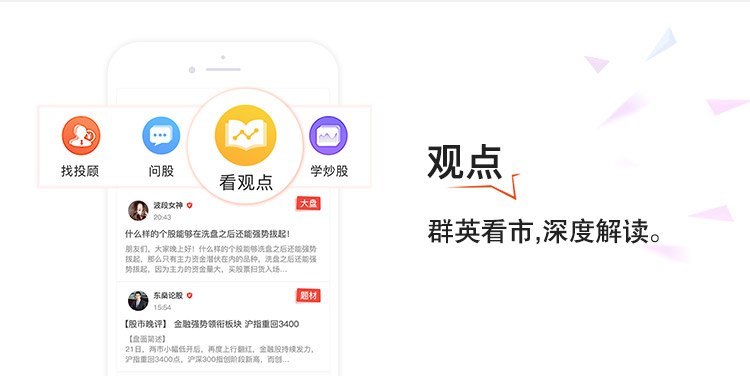 找投顾
问股
看观点
学炒股
波段女神
20:43
大盘
什么样的个股能够在洗盘之后还能强势拔起!
朋友们，大家晚上好！什么样的个股能够洗盘之后还能强势
拔起，那么只有主力资金潜伏在内的品种，洗盘之后还能强
势拔起，因为主力的资金量大，买股票扫货入场...
东燊论股
15:54
题材
【股市晚评】 金融强势领衔板块 沪指重回3400
【盘面简述】
21日，两市小幅低开后，再度上行翻红，金融股持续发力，
沪指重回3400点，沪深300指创阶段新高，而创...
观点
群英看市,深度解读。